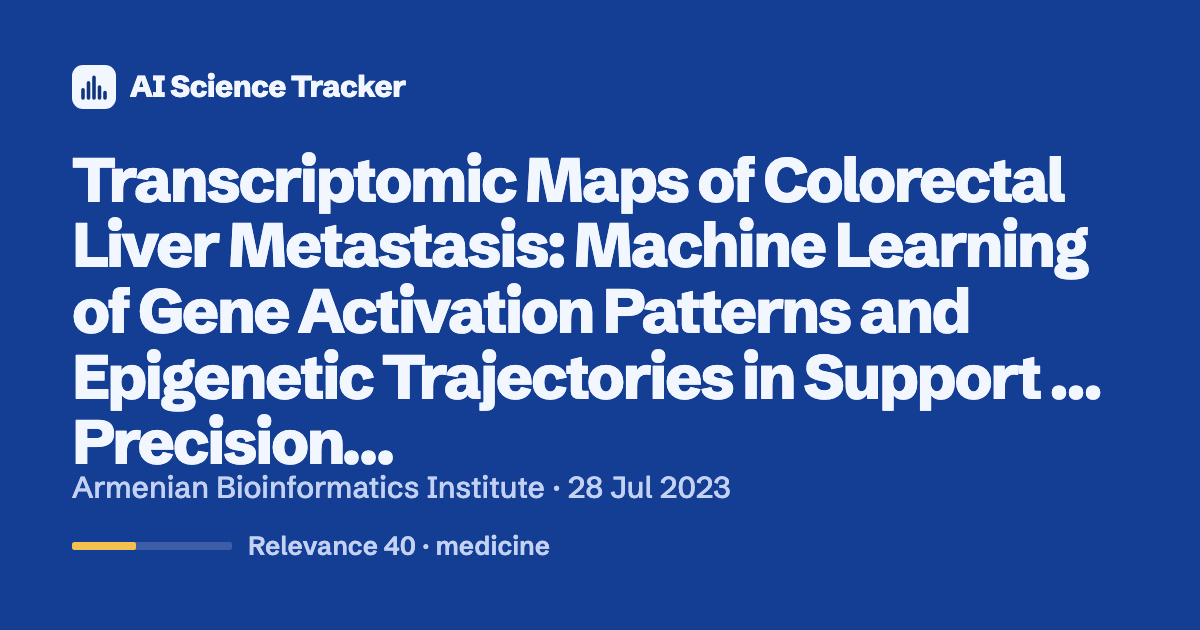 AI Science Tracker
Transcriptomic Maps of Colorectal
Liver Metastasis: Machine Learning
of Gene Activation Patterns and
Epigenetic Trajectories in Support ...
Precision...
Armenian Bioinformatics Institute · 28 Jul 2023
Relevance 40 · medicine